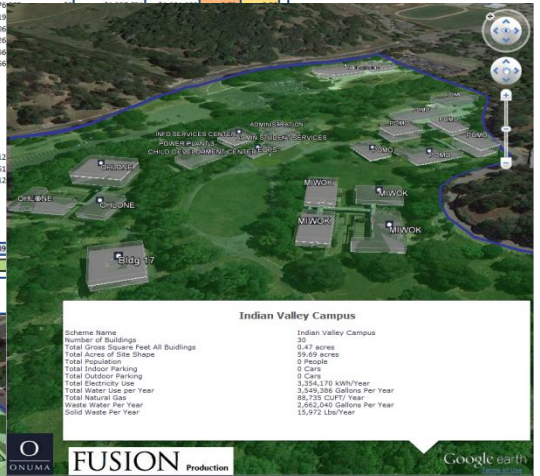 ADMINISTRATION
INFO SERVICES CENTER
ADMIN STUDENT SERVICES
POWER PLANT 3
CHILD DEVELOPMENT CENTER
EOPS
POMO
POMO
POMO
POMO
POMO
OHLONE
OHLONE
OHLONE
MIWOK
MIWOK
MIWOK
MIWOK
Bldg 17
Indian Valley Campus
Scheme Name Indian Valley Campus
Number of Buildings 30
Total Gross Square Feet All Buidlings 0.47 acres
Total Acres of Site Shape 59.69 acres
Total Population 0 People
Total Indoor Parking 0 Cars
Total Outdoor Parking 0 Cars
Total Electricity Use 3,354,170 kWh/Year
Total Water Use per Year 3,549,386 Gallons Per Year
Total Natural Gas 88,735 CUFT/ Year
Waste Water Per Year 2,662,040 Gallons Per Year
Solid Waste Per Year 15,972 Lbs/Year
O
ONUMA
FUSION Production
Google earth
Terms of Use